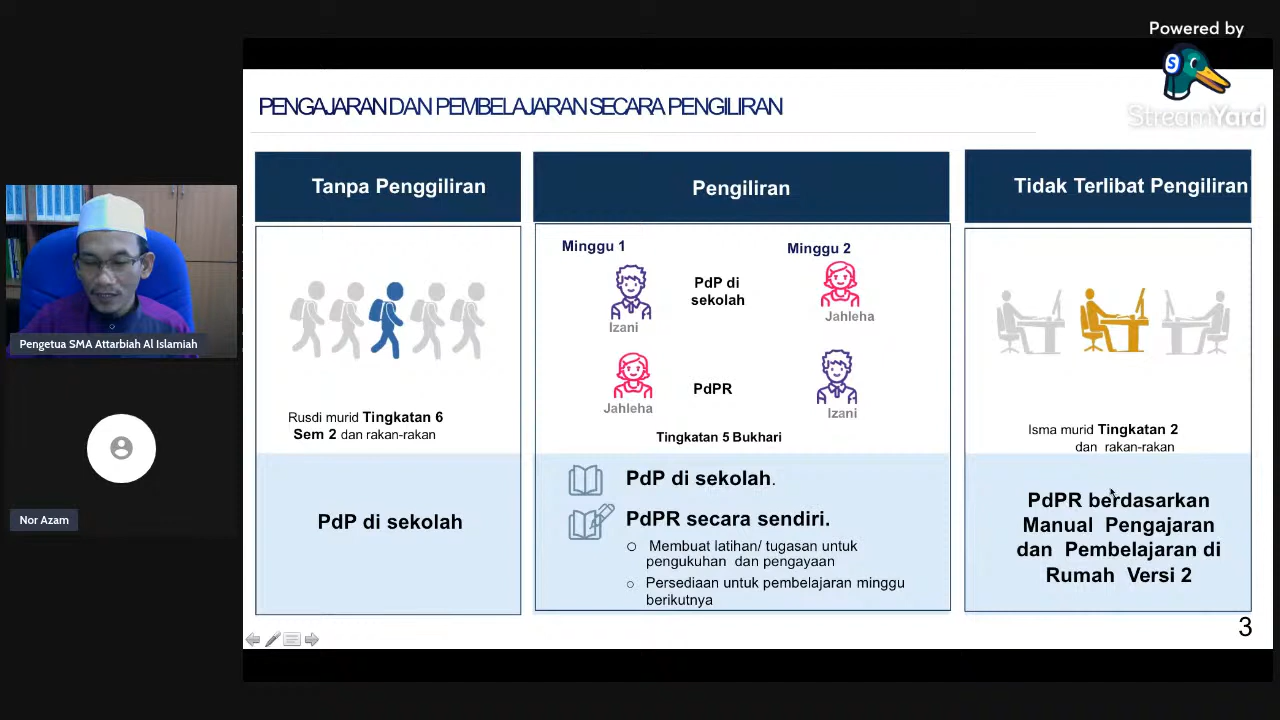 Powered by
StreamYard
PENGAJARAN DAN PEMBELAJARAN SECARA PENGILIRAN
Tanpa Penggiliran
Rusdi murid Tingkatan 6
Sem 2 dan rakan-rakan
PdP di sekolah
Pengiliran
Minggu 1
Minggu 2
PdP di
sekolah
Izani
Jahleha
PdPR
Jahleha
Izani
Tingkatan 5 Bukhari
PdP di sekolah.
PdPR secara sendiri.
Membuat latihan/ tugasan untuk
pengukuhan dan pengayaan
Persediaan untuk pembelajaran minggu
berikutnya
Tidak Terlibat Pengiliran
Isma murid Tingkatan 2
dan rakan-rakan
PdPR berdasarkan
Manual Pengajaran
dan Pembelajaran di
Rumah Versi 2
3
Pengetua SMA Attarbiah Al Islamiah
Nor Azam